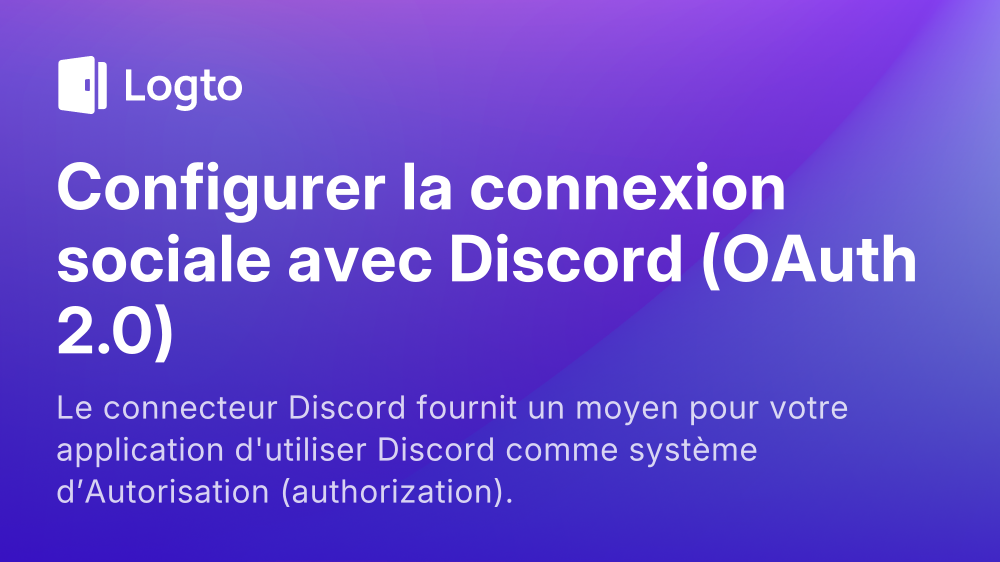 Logto
Configurer la connexion
sociale avec Discord (OAuth
2.0)
Le connecteur Discord fournit un moyen pour votre
application d'utiliser Discord comme système
d’Autorisation (authorization).